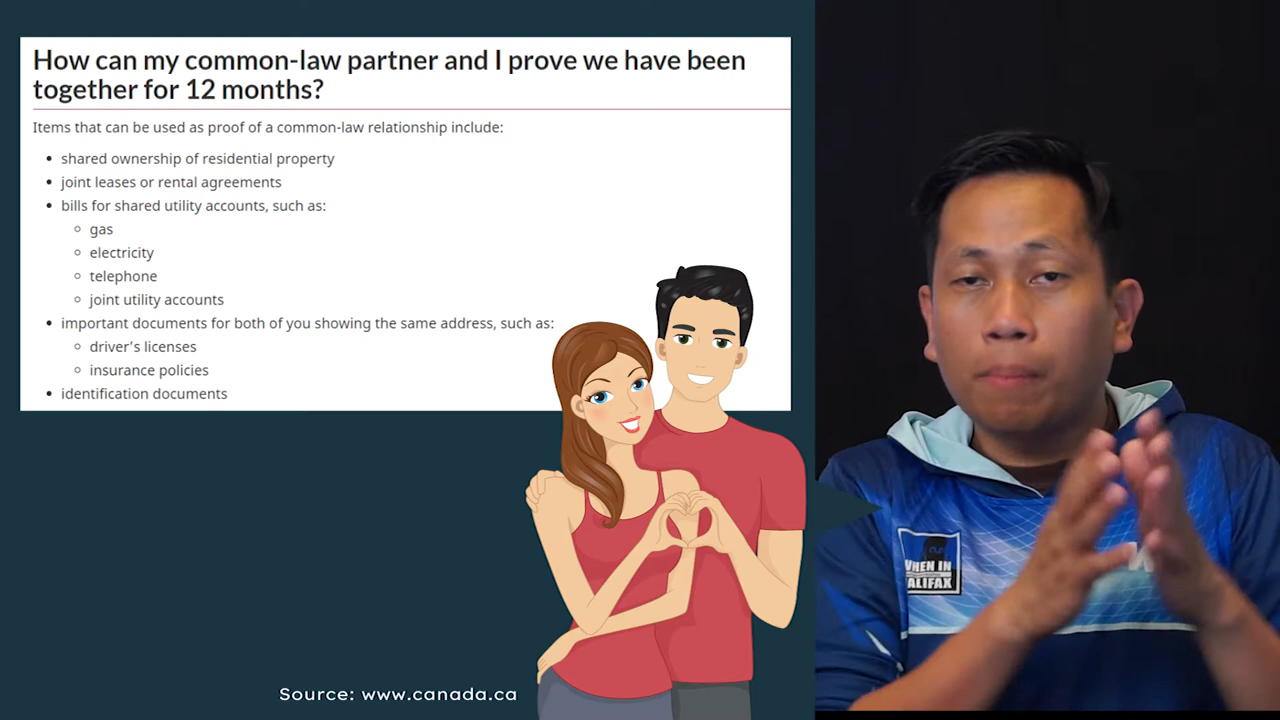 How can my common-law partner and I prove we have been
together for 12 months?
Items that can be used as proof of a common-law relationship include:
shared ownership of residential property
joint leases or rental agreements
bills for shared utility accounts, such as:
gas
electricity
telephone
joint utility accounts
important documents for both of you showing the same address, such as:
driver's licenses
insurance policies
identification documents
Source: www.canada.ca
WHEN IN